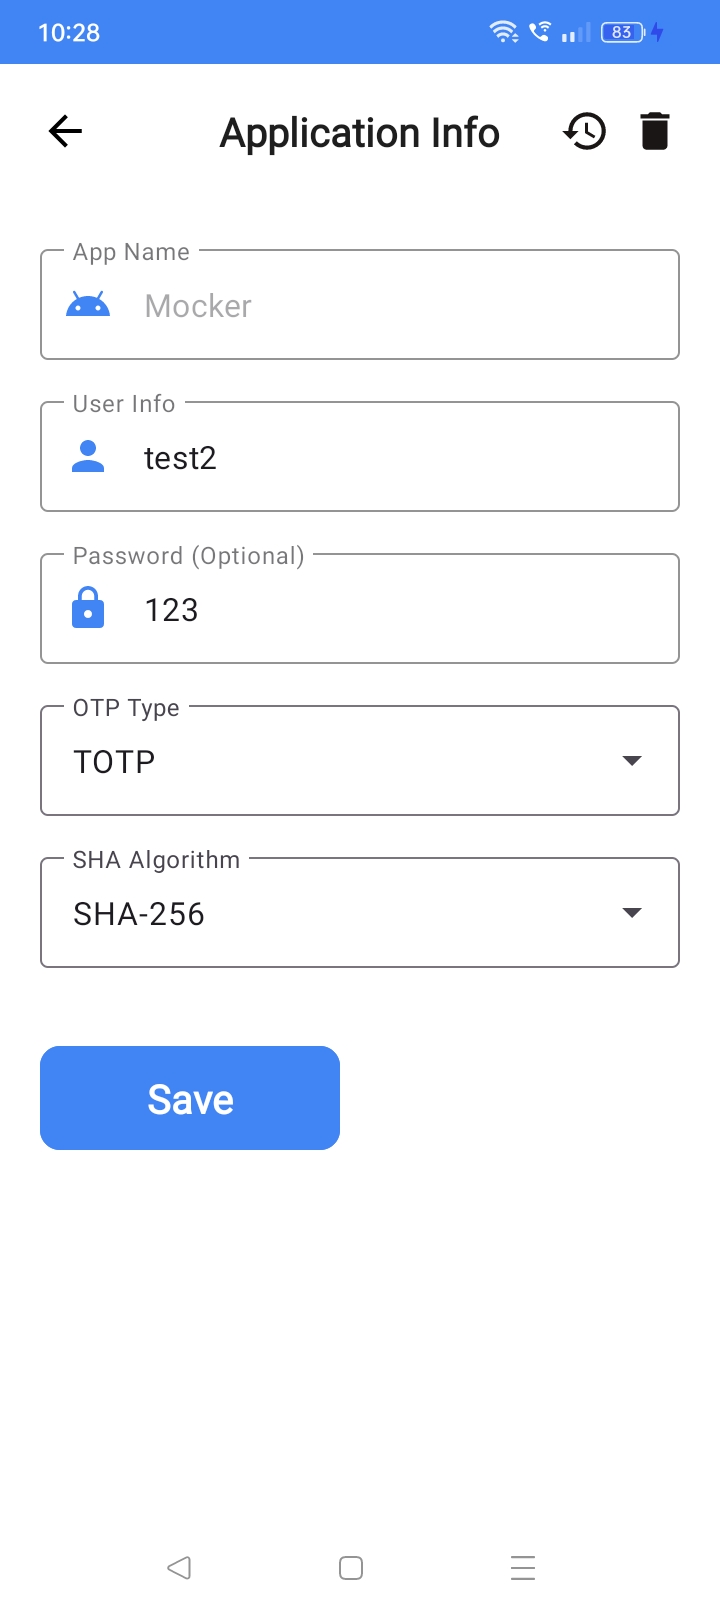 10:28
83
Application Info
App Name
Mocker
User Info
test2
Password (Optional)
123
OTP Type
TOTP
SHA Algorithm
SHA-256
Save